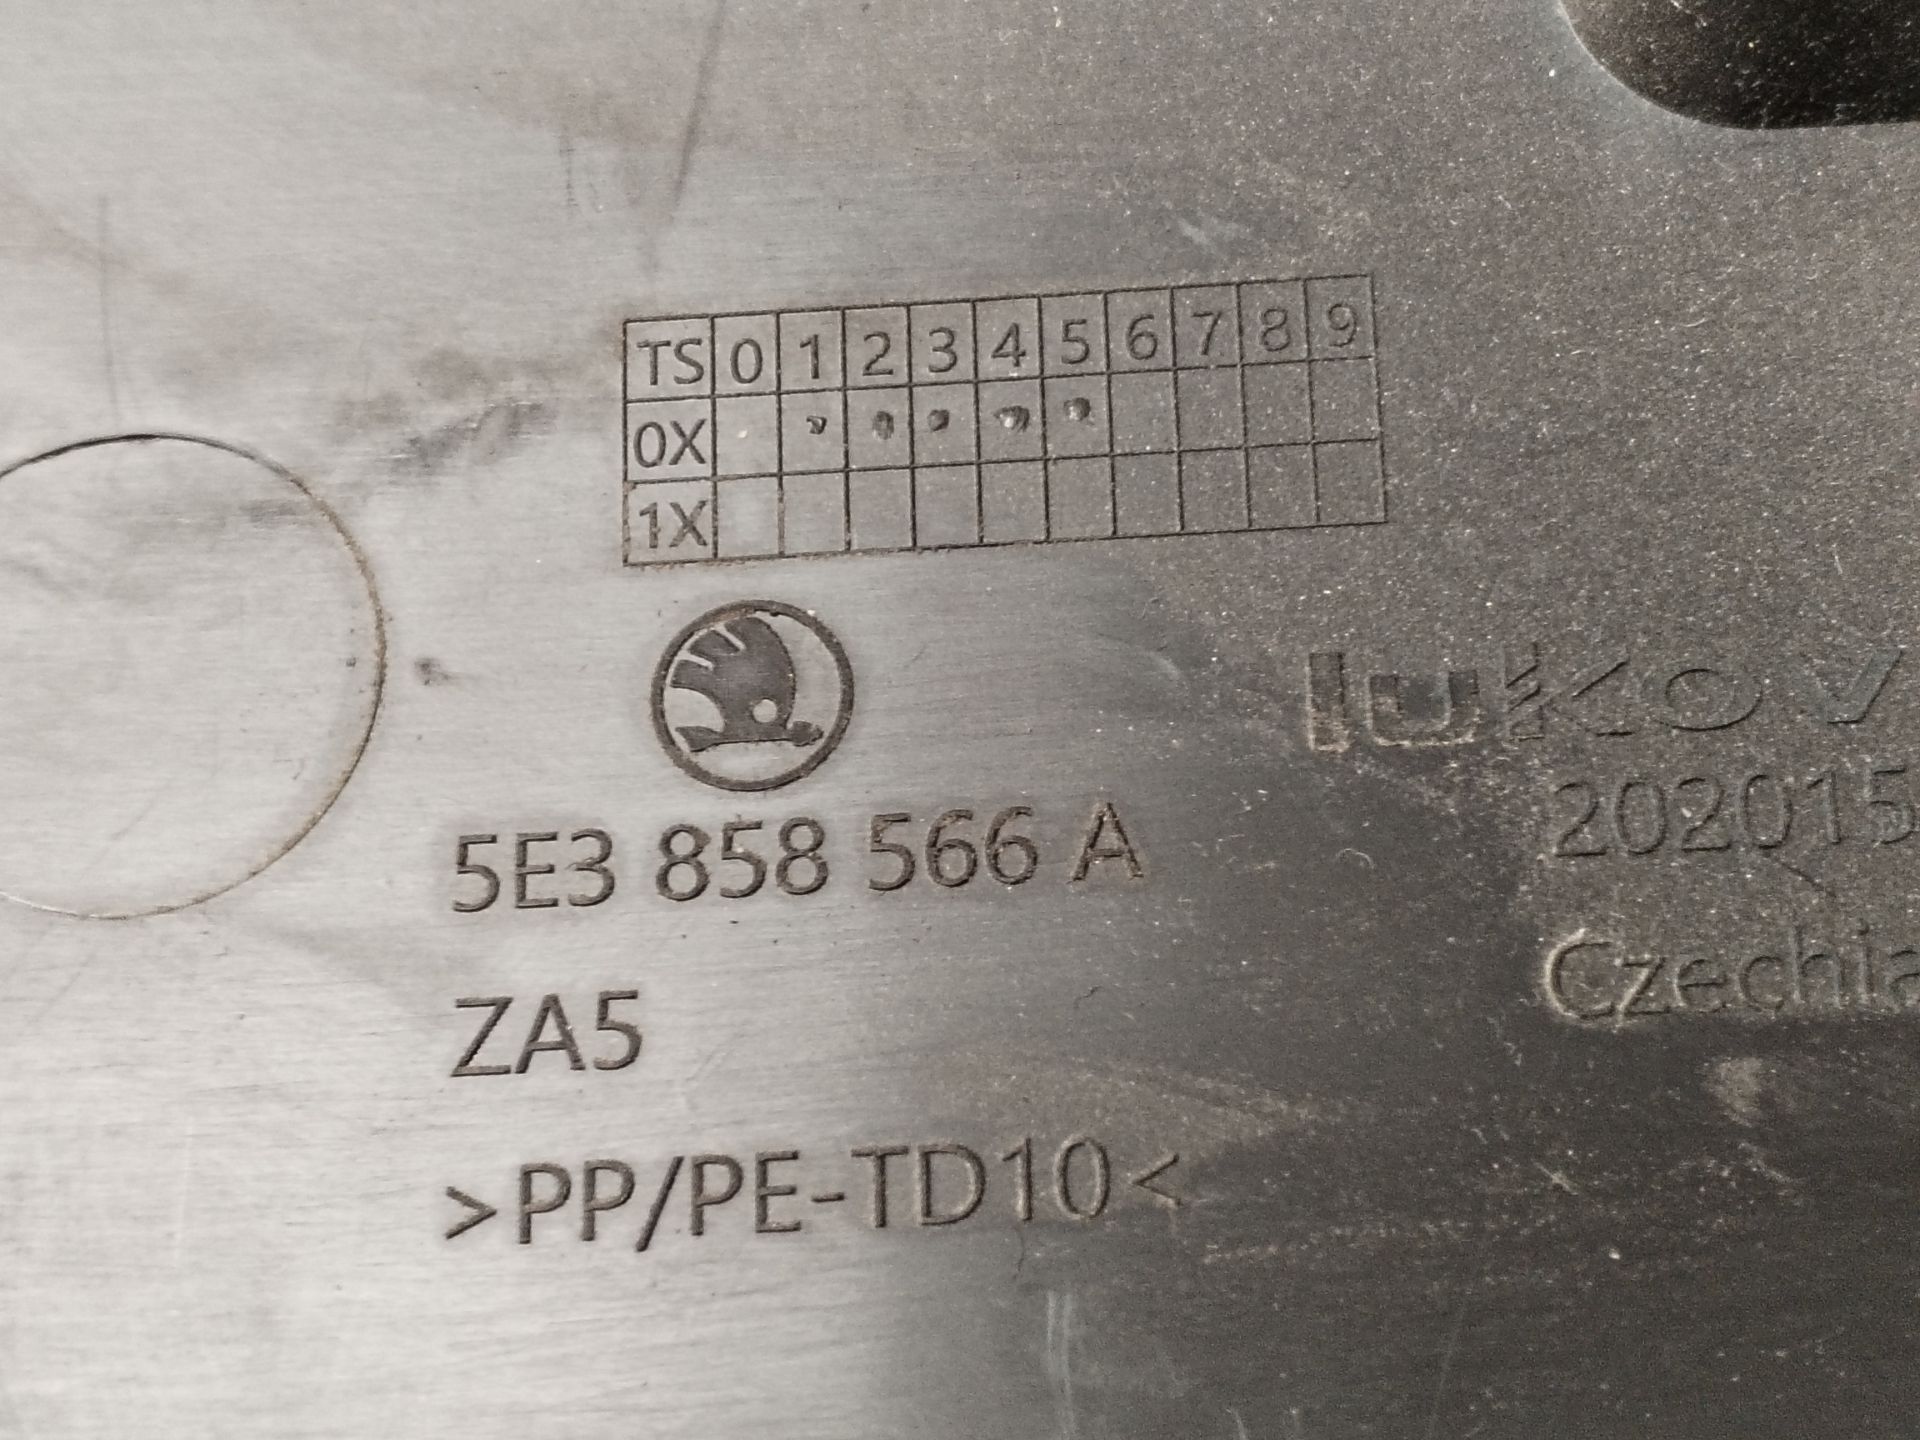 TS 0 1 2 3 4 5 6 7 8 9
0X
1X
IUKOV
5E3 858 566 A
202015
ZA5
Czechia
>PP/PE-TD10<